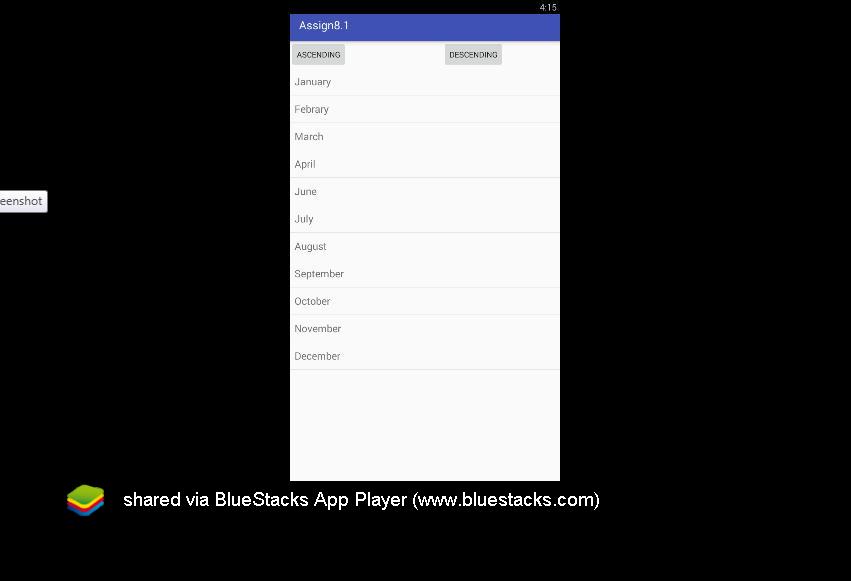 4:15
Assign8.1
ASCENDING DESCENDING
January
Febrary
March
April
eenshot
June
July
August
September
October
November
December
shared via BlueStacks App Player (www.bluestacks.com)